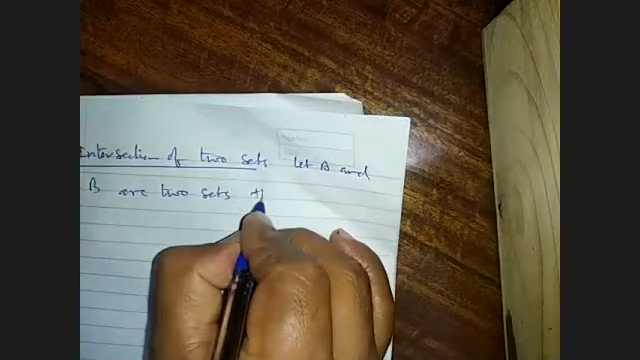 Intersection of two sets let B and
B are two sets